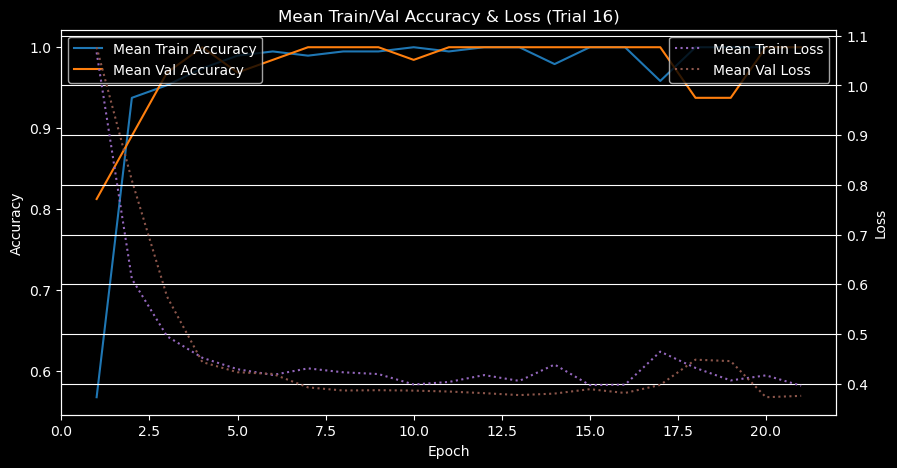 Mean Train/Val Accuracy & Loss (Trial 16)
Mean Train Accuracy
Mean Val Accuracy
Mean Train Loss
Mean Val Loss
1.0
0.9
0.8
0.7
0.6
Accuracy
1.1
1.0
0.9
0.8
0.7
0.6
0.5
0.4
Loss
0.0 2.5 5.0 7.5 10.0 12.5 15.0 17.5 20.0
Epoch